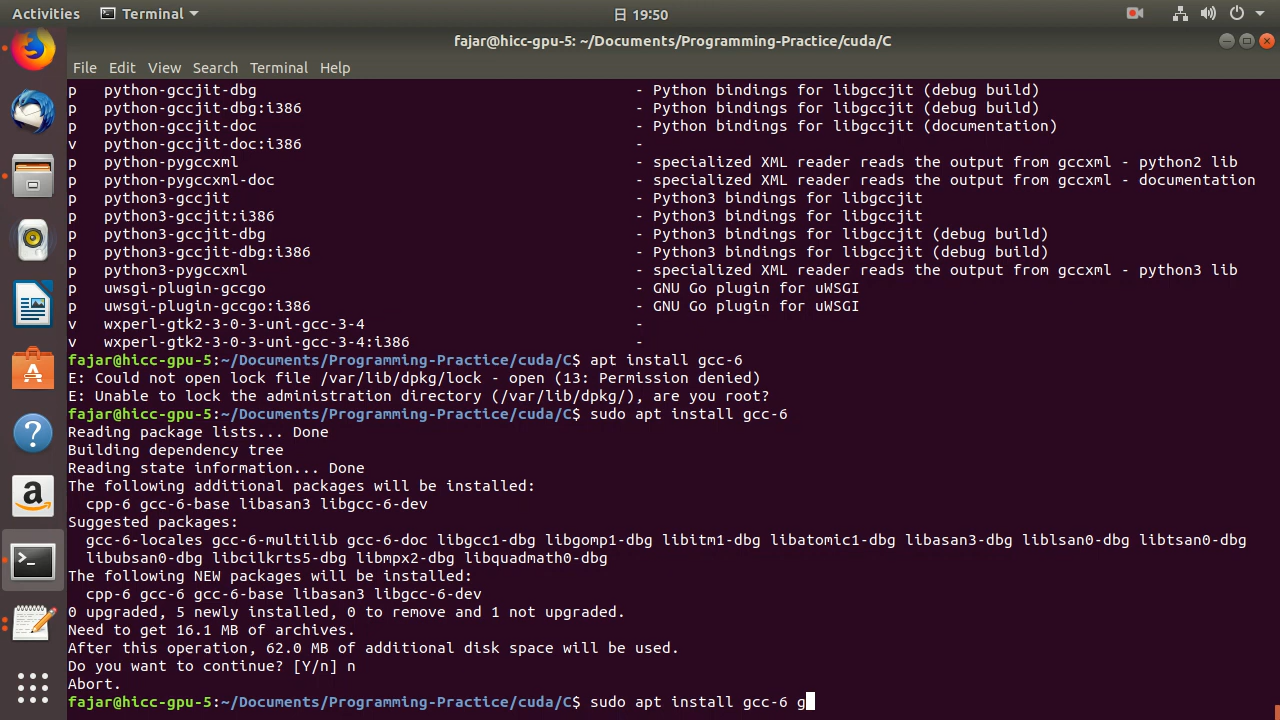 Activities Terminal 日 19:50
fajar@hicc-gpu-5: ~/Documents/Programming-Practice/cuda/C
File Edit View Search Terminal Help
p python-gccjit-dbg - Python bindings for libgccjit (debug build)
p python-gccjit-dbg:i386 - Python bindings for libgccjit (debug build)
p python-gccjit-doc - Python bindings for libgccjit (documentation)
v python-gccjit-doc:i386 -
p python-pygccxml - specialized XML reader reads the output from gccxml - python2 lib
p python-pygccxml-doc - specialized XML reader reads the output from gccxml - documentation
p python3-gccjit - Python3 bindings for libgccjit
p python3-gccjit:i386 - Python3 bindings for libgccjit
p python3-gccjit-dbg - Python3 bindings for libgccjit (debug build)
p python3-gccjit-dbg:i386 - Python3 bindings for libgccjit (debug build)
p python3-pygccxml - specialized XML reader reads the output from gccxml - python3 lib
p uwsgi-plugin-gccgo - GNU Go plugin for uWSGI
p uwsgi-plugin-gccgo:i386 - GNU Go plugin for uWSGI
v wxperl-gtk2-3-0-3-uni-gcc-3-4 -
v wxperl-gtk2-3-0-3-uni-gcc-3-4:i386 -
fajar@hicc-gpu-5:~/Documents/Programming-Practice/cuda/C$ apt install gcc-6
E: Could not open lock file /var/lib/dpkg/lock - open (13: Permission denied)
E: Unable to lock the administration directory (/var/lib/dpkg/), are you root?
fajar@hicc-gpu-5:~/Documents/Programming-Practice/cuda/C$ sudo apt install gcc-6
Reading package lists... Done
Building dependency tree
Reading state information... Done
The following additional packages will be installed:
cpp-6 gcc-6-base libasan3 libgcc-6-dev
Suggested packages:
gcc-6-locales gcc-6-multilib gcc-6-doc libgcc1-dbg libgomp1-dbg libitm1-dbg libatomic1-dbg libasan3-dbg liblsan0-dbg libtsan0-dbg
libubsan0-dbg libcilkrts5-dbg libmpx2-dbg libquadmath0-dbg
The following NEW packages will be installed:
cpp-6 gcc-6 gcc-6-base libasan3 libgcc-6-dev
0 upgraded, 5 newly installed, 0 to remove and 1 not upgraded.
Need to get 16.1 MB of archives.
After this operation, 62.0 MB of additional disk space will be used.
Do you want to continue? [Y/n] n
Abort.
fajar@hicc-gpu-5:~/Documents/Programming-Practice/cuda/C$ sudo apt install gcc-6 g